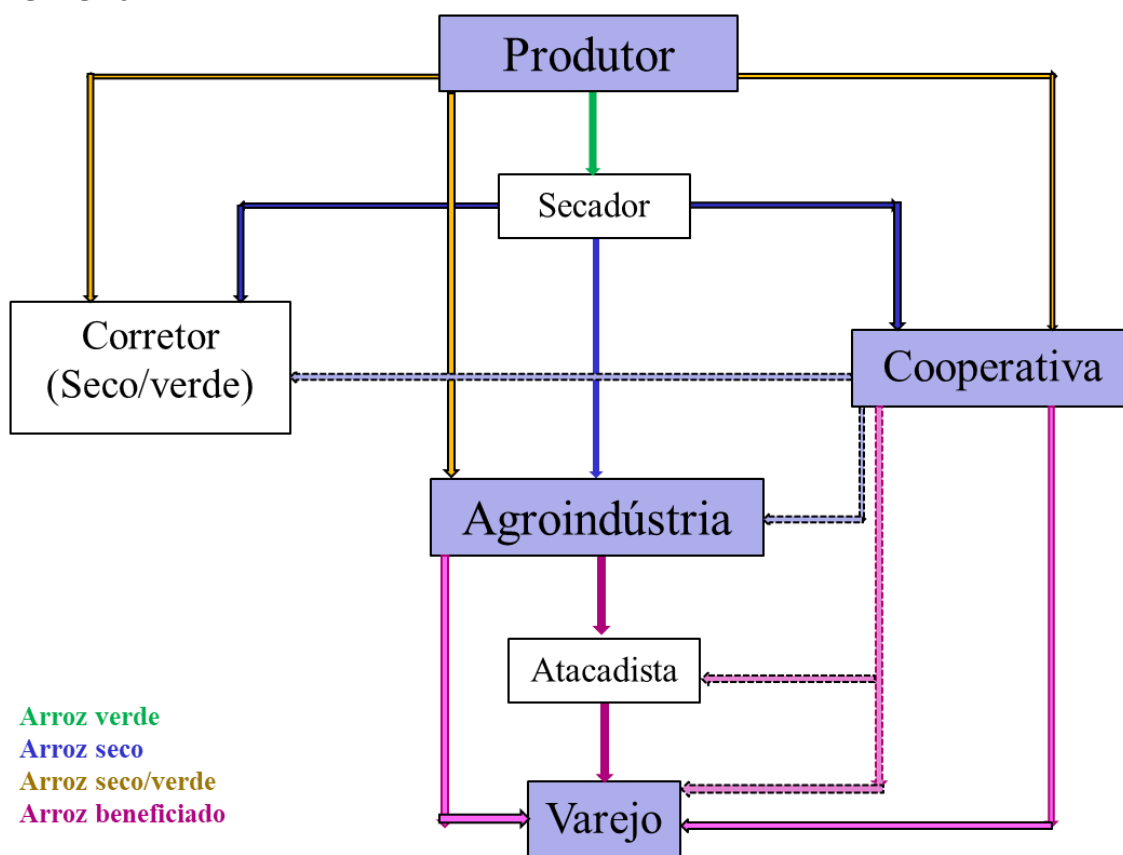 Produtor
Secador
Corretor
(Seco/verde)
Cooperativa
Agroindústria
Atacadista
Varejo
Arroz verde
Arroz seco
Arroz seco/verde
Arroz beneficiado